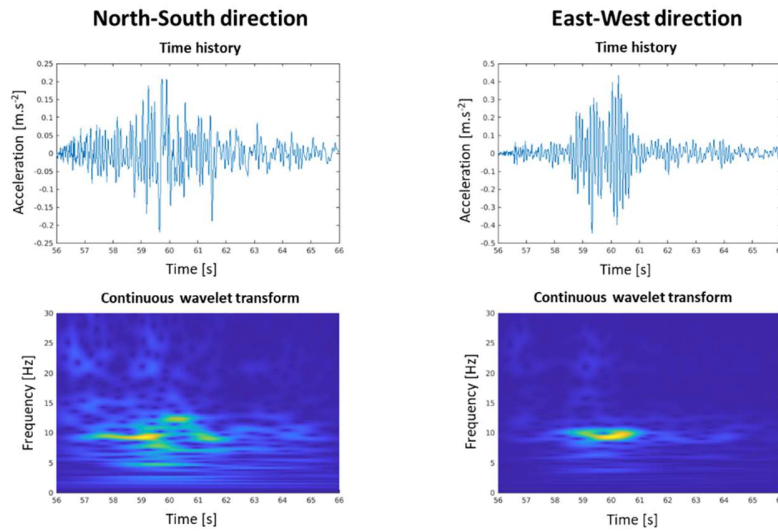 North-South direction
East-West direction
Time history
Time history
Acceleration [m.s-2]
0.25
0.2
0.15
0.1
0.05
0
-0.05
-0.1
-0.15
-0.2
-0.25
56 57 58 59 60 61 62 63 64 65 66
Time [s]
Acceleration [m.s-2]
0.5
0.4
0.3
0.2
0.1
0
-0.1
-0.2
-0.3
-0.4
-0.5
56 57 58 59 60 61 62 63 64 65 66
Time [s]
Continuous wavelet transform
Continuous wavelet transform
Frequency [Hz]
30
25
20
15
10
5
0
56 57 58 59 60 61 62 63 64 65 66
Time [s]
Frequency [Hz]
30
25
20
15
10
5
0
56 57 58 59 60 61 62 63 64 65 66
Time [s]